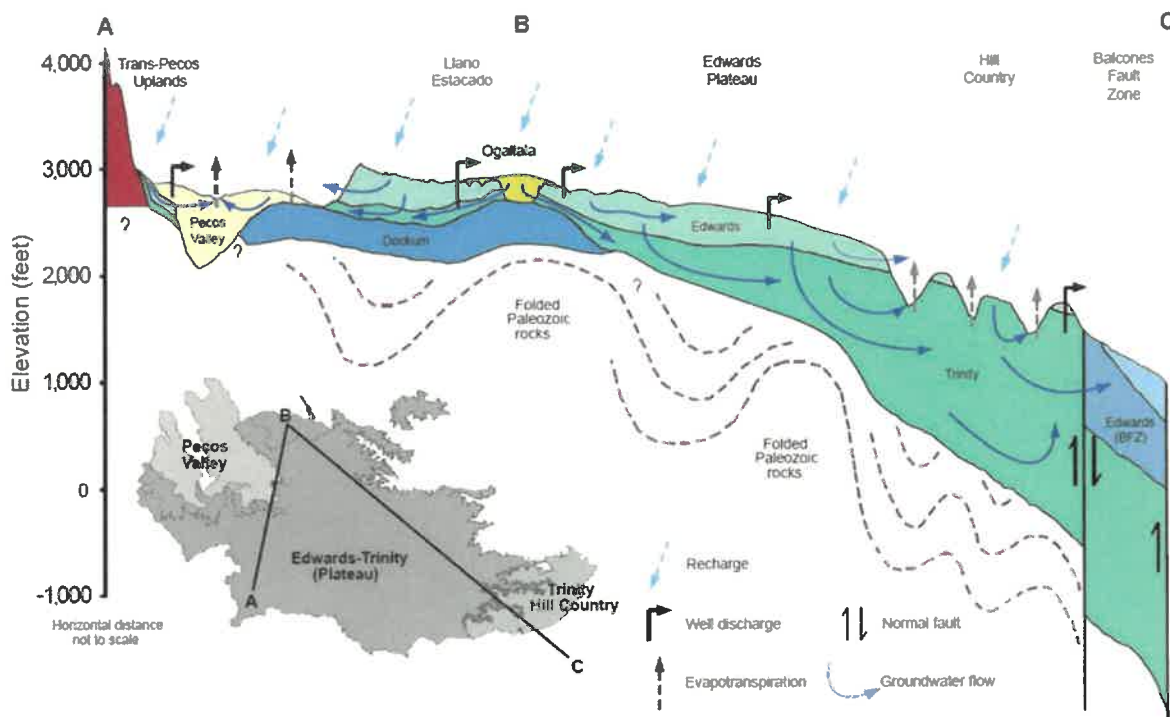 A
B
C
4,000
3,000
2,000
1,000
0
-1,000
Elevation (feet)
Trans-Pecos
Uplands
Llano
Estacado
Edwards
Plateau
Hill
Country
Balcones
Fault
Zone
Ogallala
?
Pecos
Valley
?
Dockum
Edwards
?
Folded
Paleozoic
rocks
Trinity
Edwards
(BFZ)
Folded
Paleozoic
rocks
B
Pecos
Valley
Edwards-Trinity
(Plateau)
A
Trinity
Hill Country
C
Horizontal distance
not to scale
Recharge
Well discharge
Normal fault
Evapotranspiration
Groundwater flow